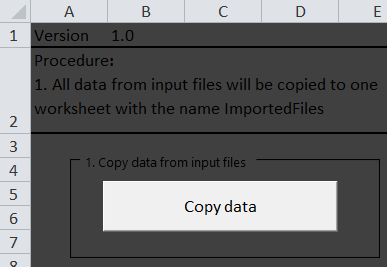 A B C D E
1 Version 1.0
Procedure:
1. All data from input files will be copied to one
worksheet with the name ImportedFiles
2
3
4 1. Copy data from input files
5
Copy data
6
7
8